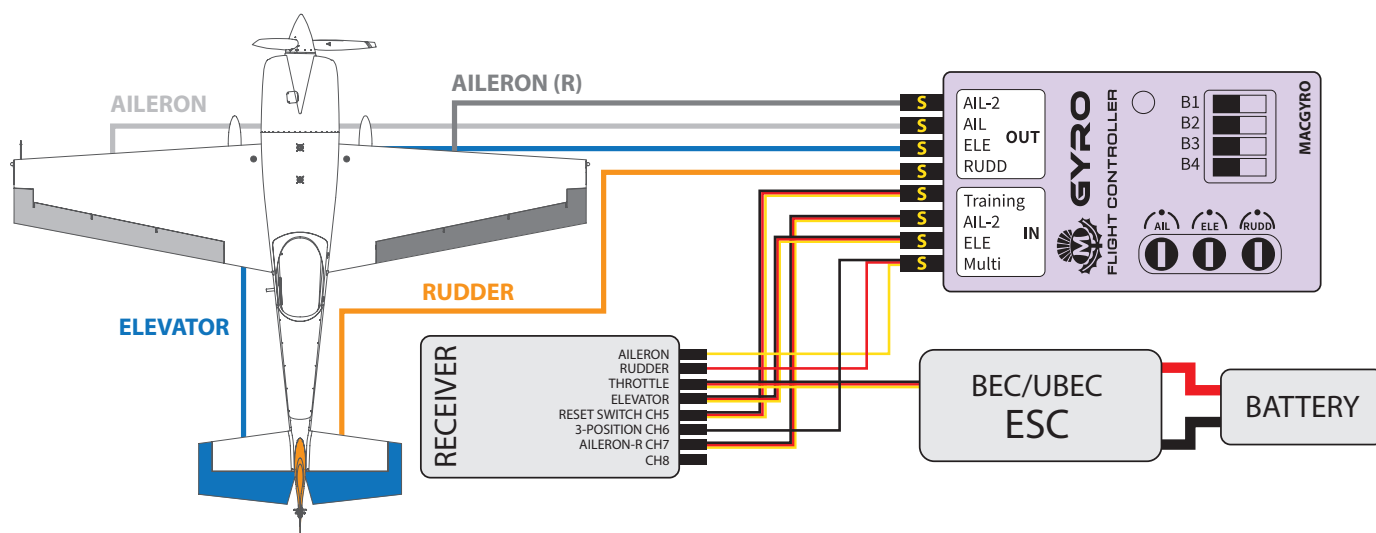 AILERON
AILERON (R)
ELEVATOR
RUDDER
S
S
S
S
S
S
S
S
AIL-2
AIL
ELE
RUDD
OUT
Training
AIL-2
ELE
Multi
IN
M
GYRO
FLIGHT CONTROLLER
B1
B2
B3
B4
MACGYRO
AIL
ELE
RUDD
RECEIVER
AILERON
RUDDER
THROTTLE
ELEVATOR
RESET SWITCH CH5
3-POSITION CH6
AILERON-R CH7
CH8
BEC/UBEC
ESC
BATTERY